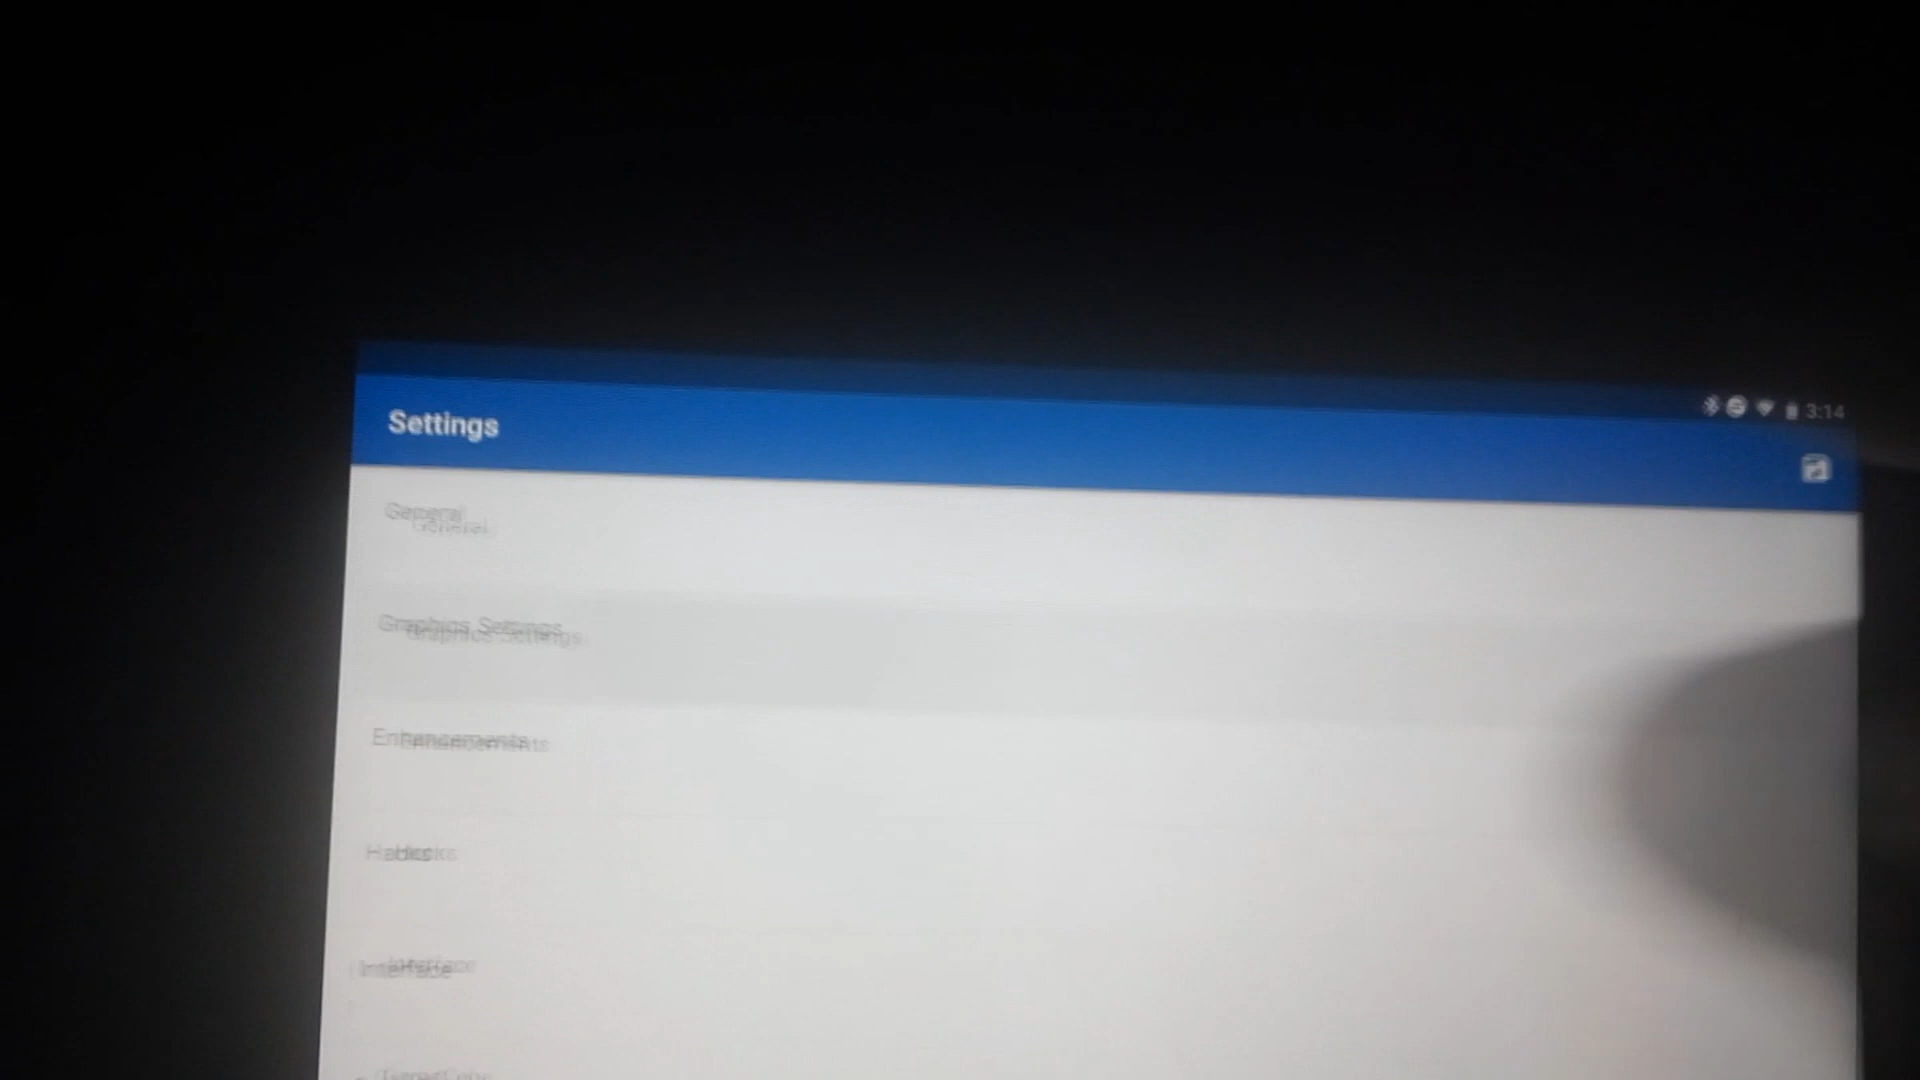 3:14
Settings
General
Graphics Settings
Enhancements
Hacks
Interface